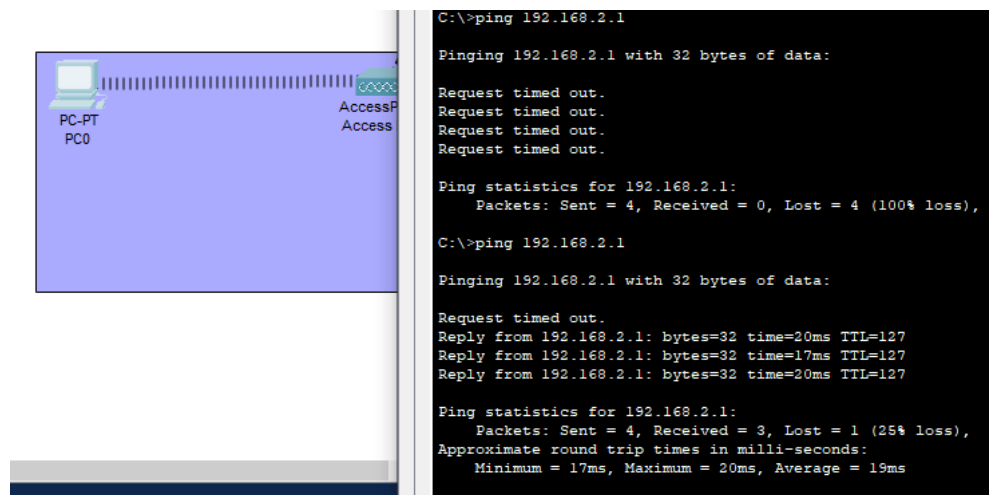 PC-PT
PC0
AccessP
Access
C:\>ping 192.168.2.1
Pinging 192.168.2.1 with 32 bytes of data:
Request timed out.
Request timed out.
Request timed out.
Request timed out.
Ping statistics for 192.168.2.1:
Packets: Sent = 4, Received = 0, Lost = 4 (100% loss),
C:\>ping 192.168.2.1
Pinging 192.168.2.1 with 32 bytes of data:
Request timed out.
Reply from 192.168.2.1: bytes=32 time=20ms TTL=127
Reply from 192.168.2.1: bytes=32 time=17ms TTL=127
Reply from 192.168.2.1: bytes=32 time=20ms TTL=127
Ping statistics for 192.168.2.1:
Packets: Sent = 4, Received = 3, Lost = 1 (25% loss),
Approximate round trip times in milli-seconds:
Minimum = 17ms, Maximum = 20ms, Average = 19ms